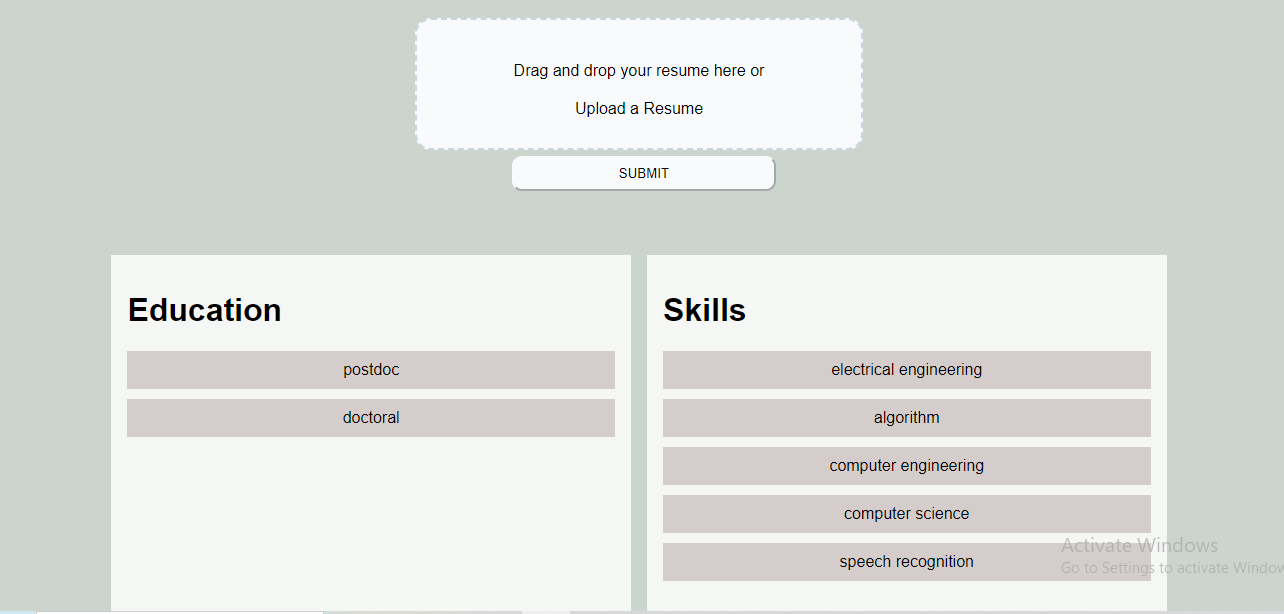 Drag and drop your resume here or
Upload a Resume
SUBMIT
Education
postdoc
doctoral
Skills
electrical engineering
algorithm
computer engineering
computer science
speech recognition
Activate Windows
Go to Settings to activate Window